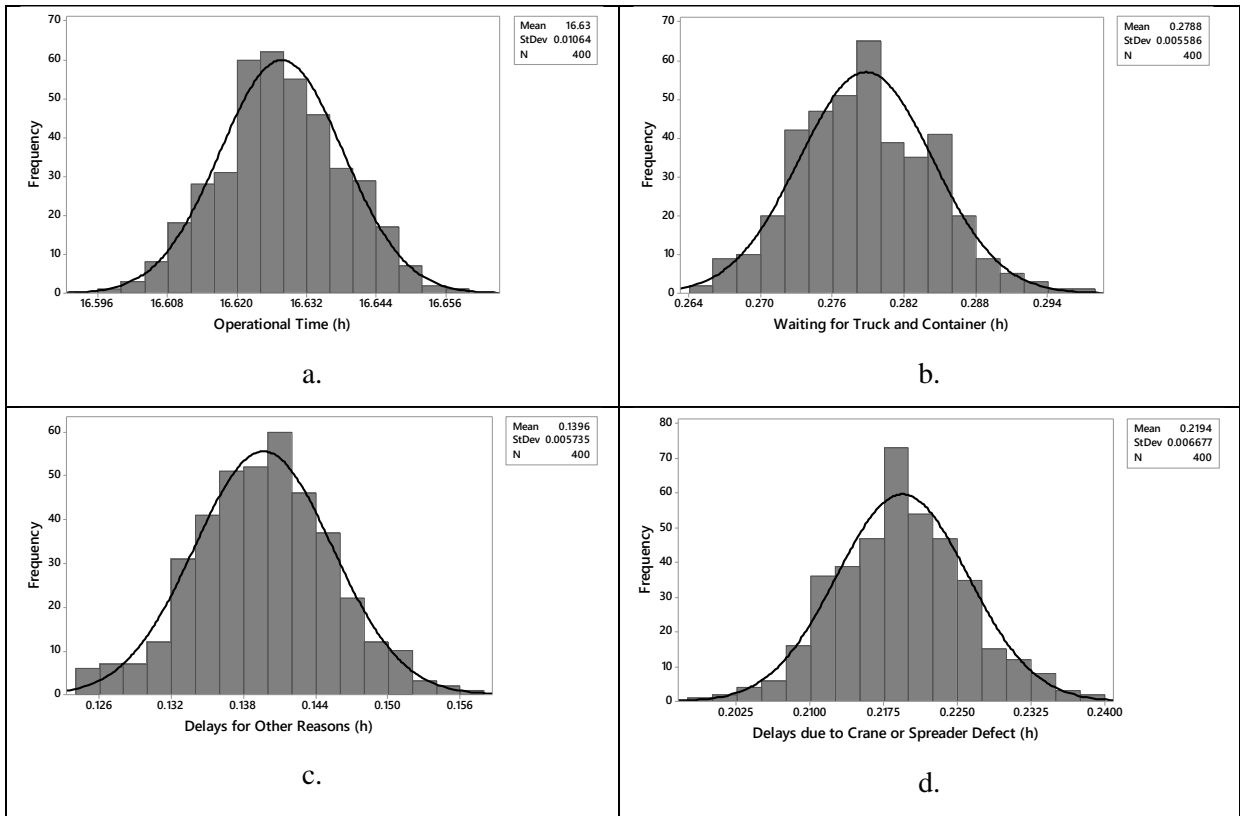 70
60
50
40
30
20
10
0
Frequency
16.596 16.608 16.620 16.632 16.644 16.656
Operational Time (h)
Mean 16.63
StDev 0.01064
N 400
a.
70
60
50
40
30
20
10
0
Frequency
0.264 0.270 0.276 0.282 0.288 0.294
Waiting for Truck and Container (h)
Mean 0.2788
StDev 0.005586
N 400
b.
60
50
40
30
20
10
0
Frequency
0.126 0.132 0.138 0.144 0.150 0.156
Delays for Other Reasons (h)
Mean 0.1396
StDev 0.005735
N 400
c.
80
70
60
50
40
30
20
10
0
Frequency
0.2025 0.2100 0.2175 0.2250 0.2325 0.2400
Delays due to Crane or Spreader Defect (h)
Mean 0.2194
StDev 0.006677
N 400
d.